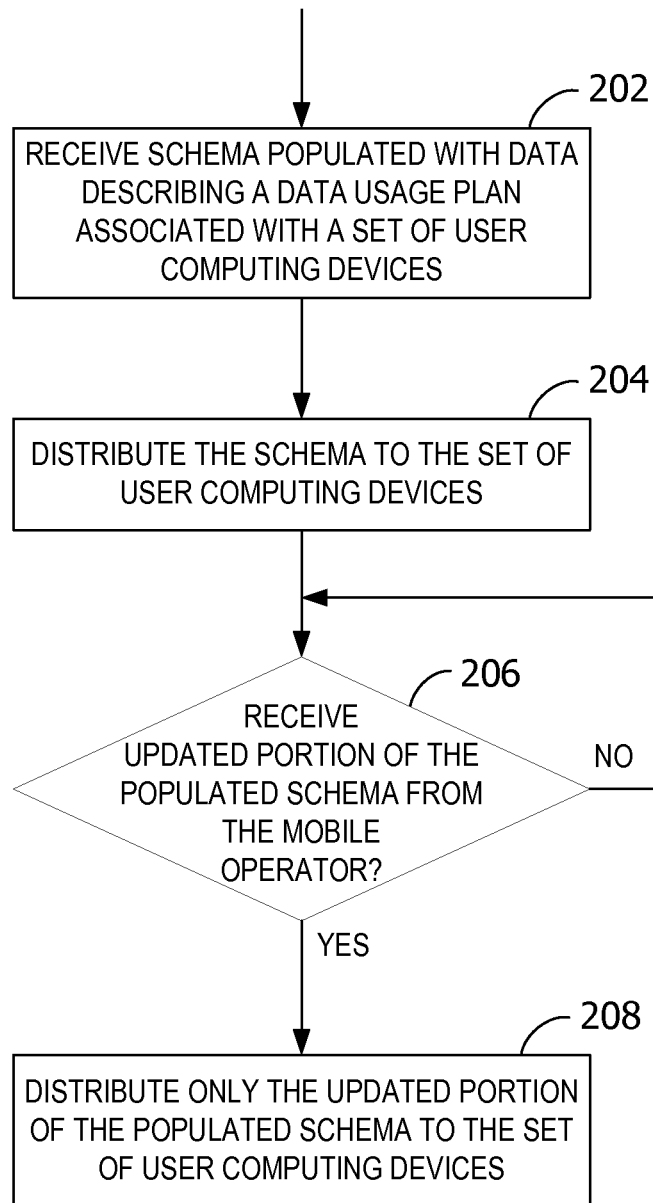 202
RECEIVE SCHEMA POPULATED WITH DATA
DESCRIBING A DATA USAGE PLAN
ASSOCIATED WITH A SET OF USER
COMPUTING DEVICES
204
DISTRIBUTE THE SCHEMA TO THE SET OF
USER COMPUTING DEVICES
206
RECEIVE
UPDATED PORTION OF THE
POPULATED SCHEMA FROM
THE MOBILE
OPERATOR?
NO
YES
208
DISTRIBUTE ONLY THE UPDATED PORTION
OF THE POPULATED SCHEMA TO THE SET
OF USER COMPUTING DEVICES